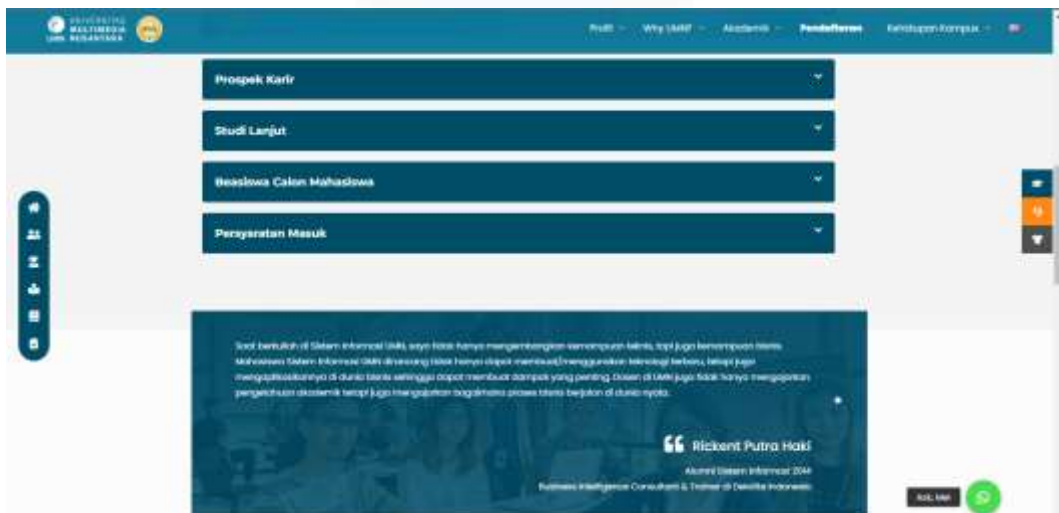 UNIVERSITAS
MULTIMEDIA
NUSANTARA
UMN
Profil
Why UMN?
Akademik
Pendaftaran
Kehidupan Kampus
Prospek Karir
Studi Lanjut
Beasiswa Calon Mahasiswa
Persyaratan Masuk
Saat berkuliah di Sistem Informasi UMN, saya tidak hanya mengembangkan kemampuan teknis, tapi juga kemampuan bisnis.
Mahasiswa Sistem Informasi UMN dirancang tidak hanya dapat membuat/menggunakan teknologi terbaru, tetapi juga
mengaplikasikannya di dunia bisnis sehingga dapat membuat dampak yang penting. Dosen di UMN juga tidak hanya mengajarkan
pengetahuan akademik tetapi juga mengajarkan bagaimana proses bisnis berjalan di dunia nyata.
Rickent Putra Haki
Alumni Sistem Informasi 2014
Business Intelligence Consultant & Trainer di Deloitte Indonesia